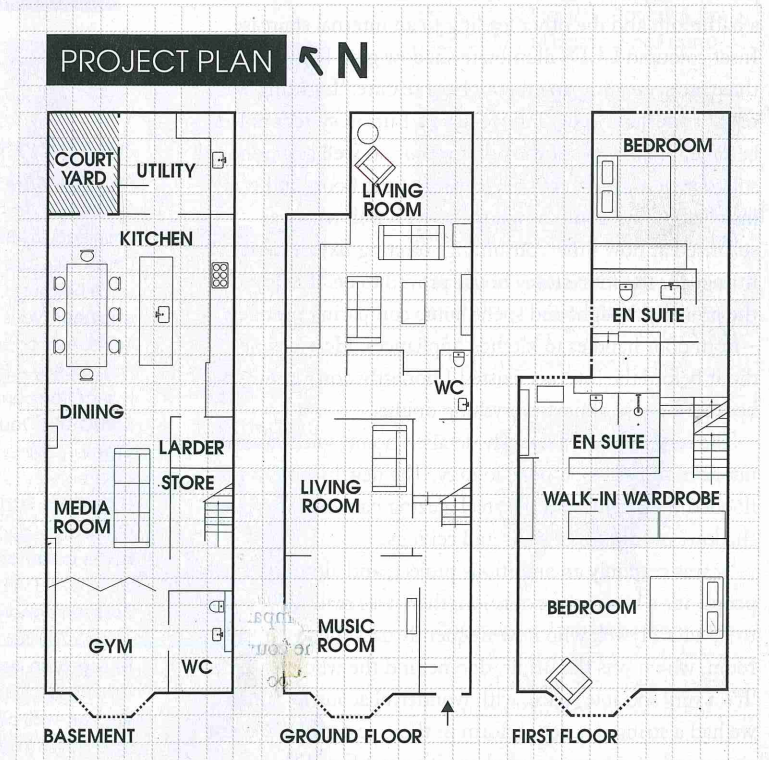 PROJECT PLAN
N
COURT
YARD
UTILITY
KITCHEN
DINING
LARDER
STORE
MEDIA
ROOM
GYM
WC
BASEMENT
LIVING
ROOM
WC
LIVING
ROOM
MUSIC
ROOM
GROUND FLOOR
BEDROOM
EN SUITE
EN SUITE
WALK-IN WARDROBE
BEDROOM
FIRST FLOOR